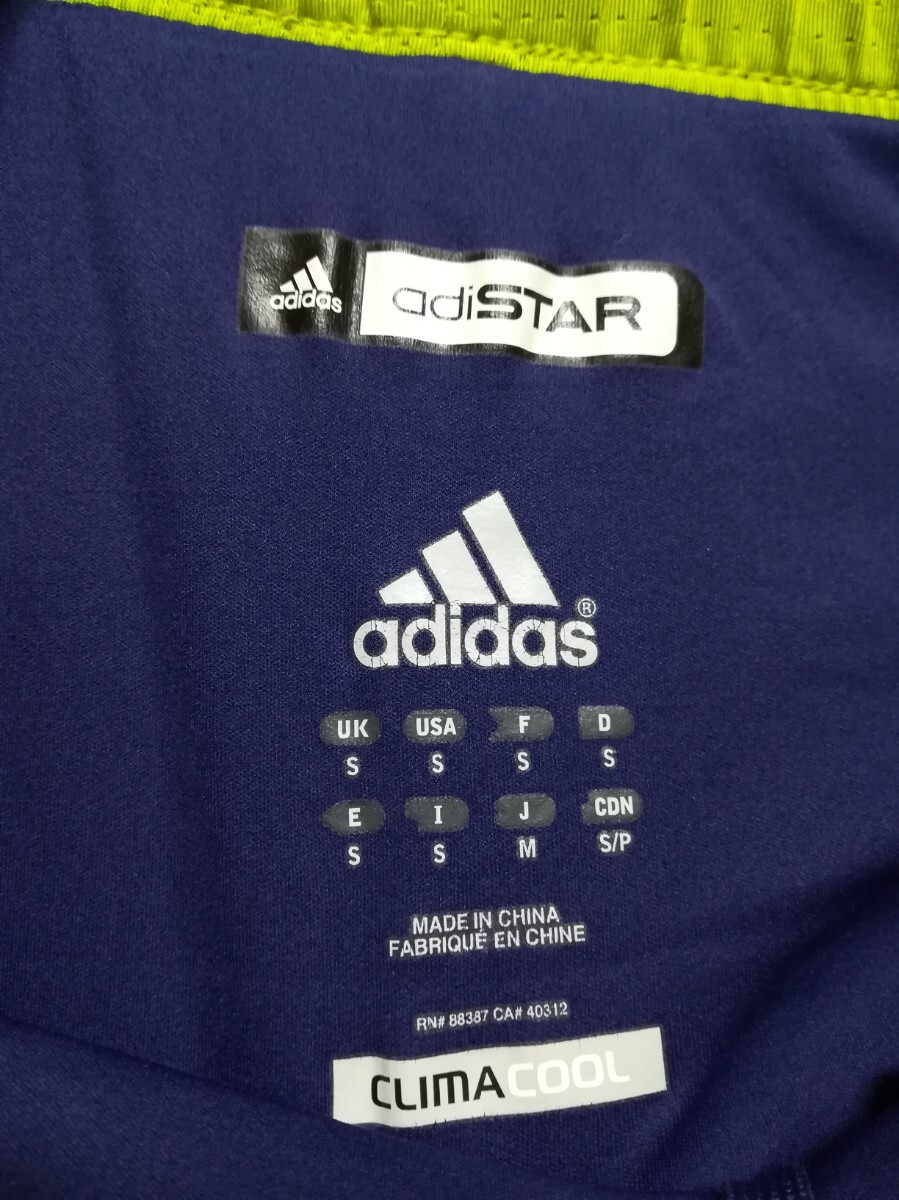 adidas adiSTAR
adidas®
UK USA F D
S S S S
E I J CDN
S S M S/P
MADE IN CHINA
FABRIQUÉ EN CHINE
RN# 88387 CA# 40312
CLIMACOOL